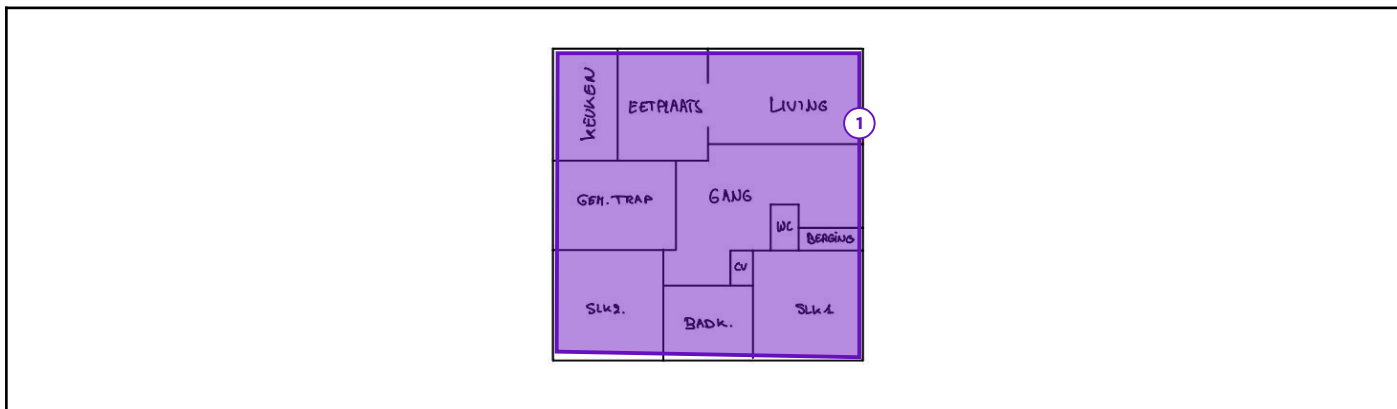 KEUKEN
EETPLAATS
LIVING
1
GEM. TRAP
GANG
WC
BERGING
CV
SLK2.
BADK.
SLK1